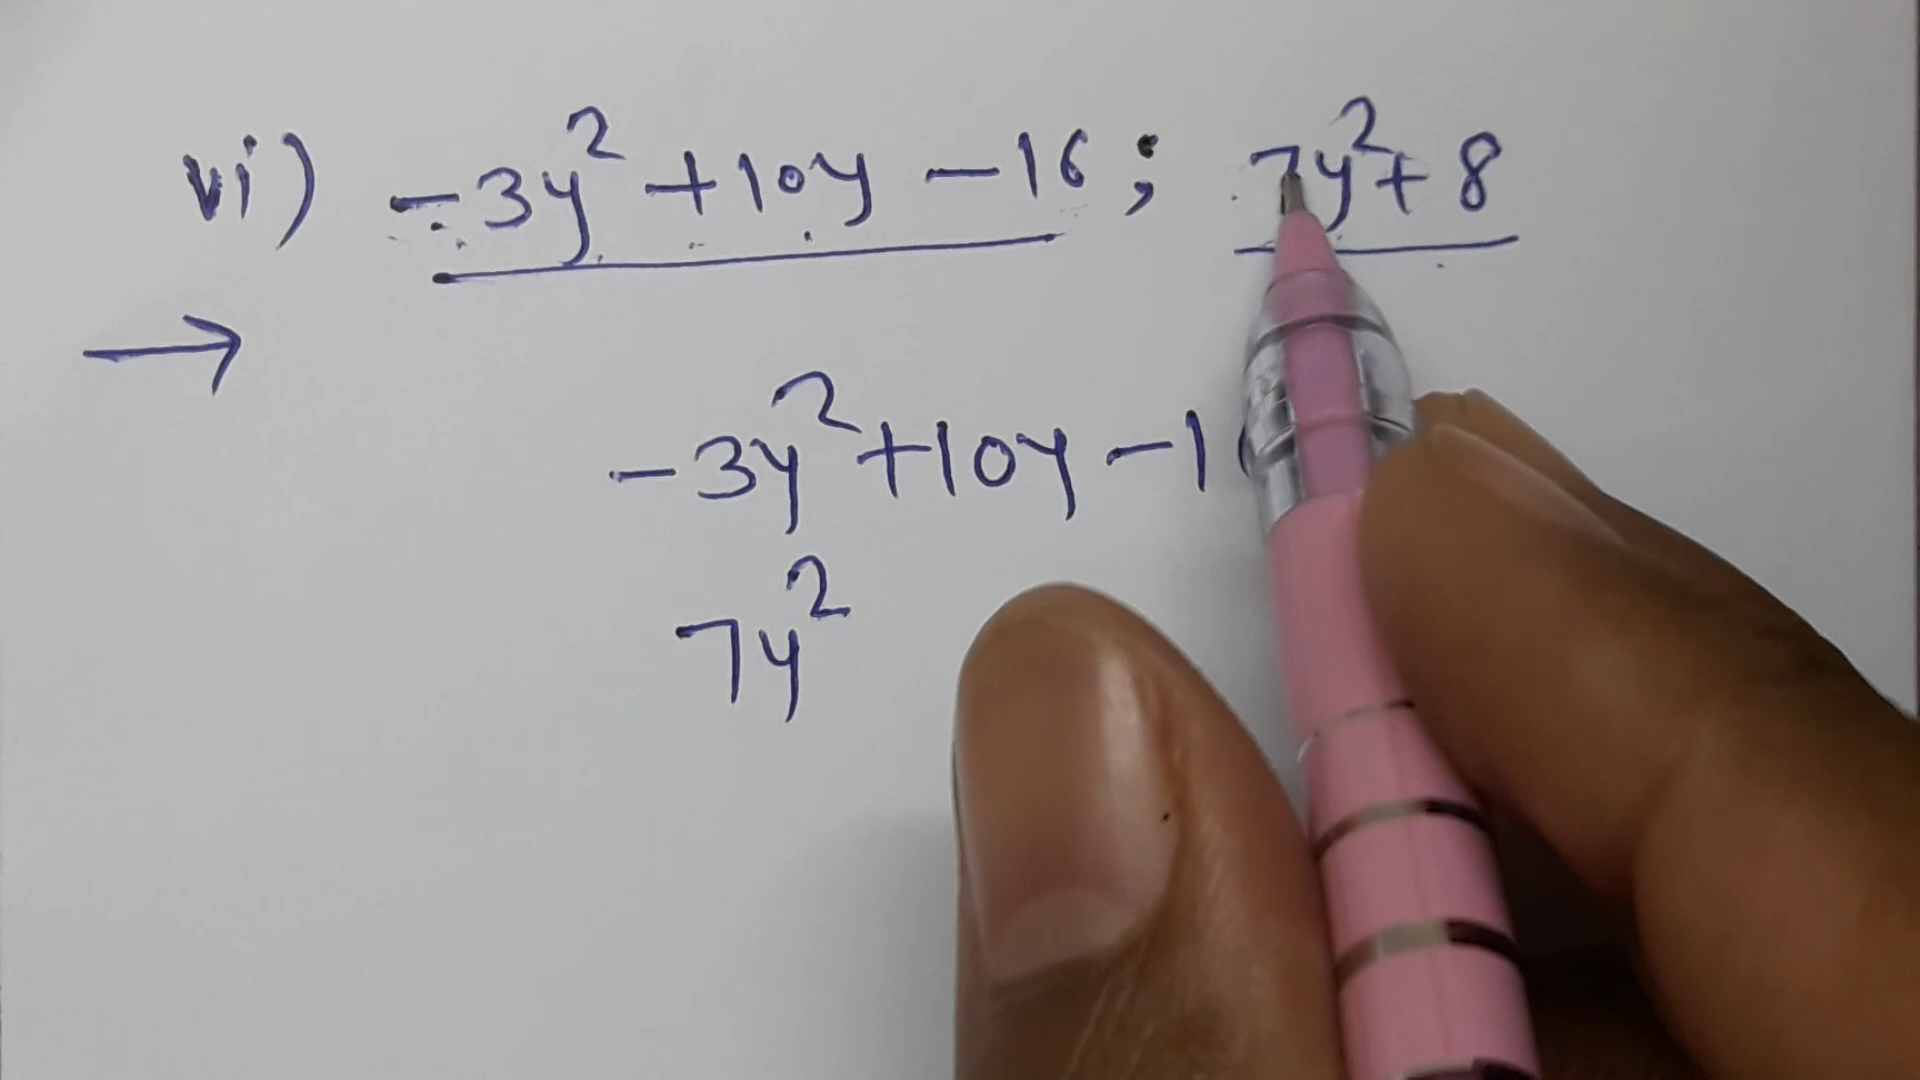 vi) -3y² +10y -16 ; 7y²+ 8
→
-3y²+10y -1
7y²